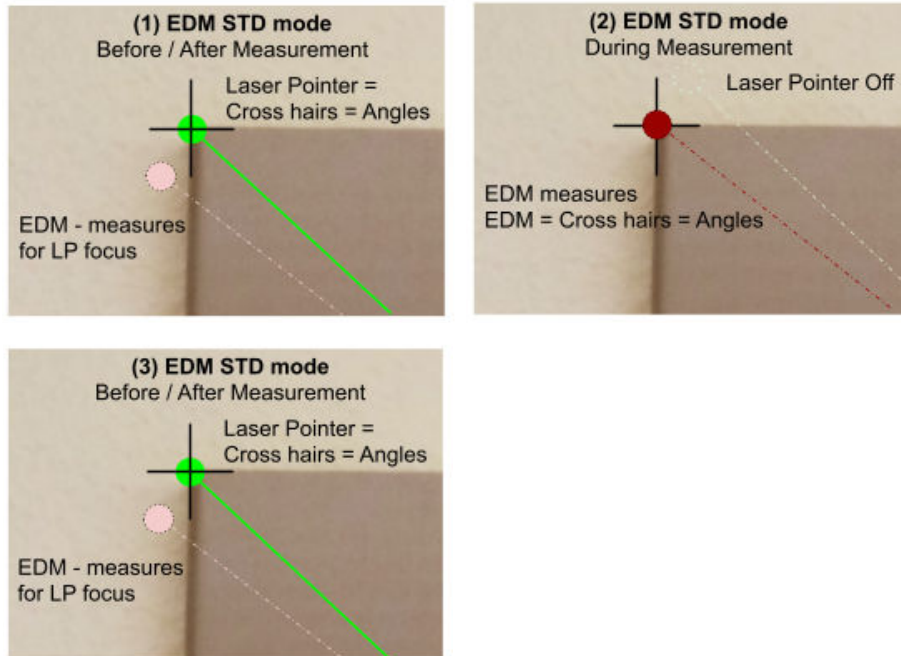 (1) EDM STD mode
Before / After Measurement
Laser Pointer =
Cross hairs = Angles
EDM - measures
for LP focus
(2) EDM STD mode
During Measurement
Laser Pointer Off
EDM measures
EDM = Cross hairs = Angles
(3) EDM STD mode
Before / After Measurement
Laser Pointer =
Cross hairs = Angles
EDM - measures
for LP focus